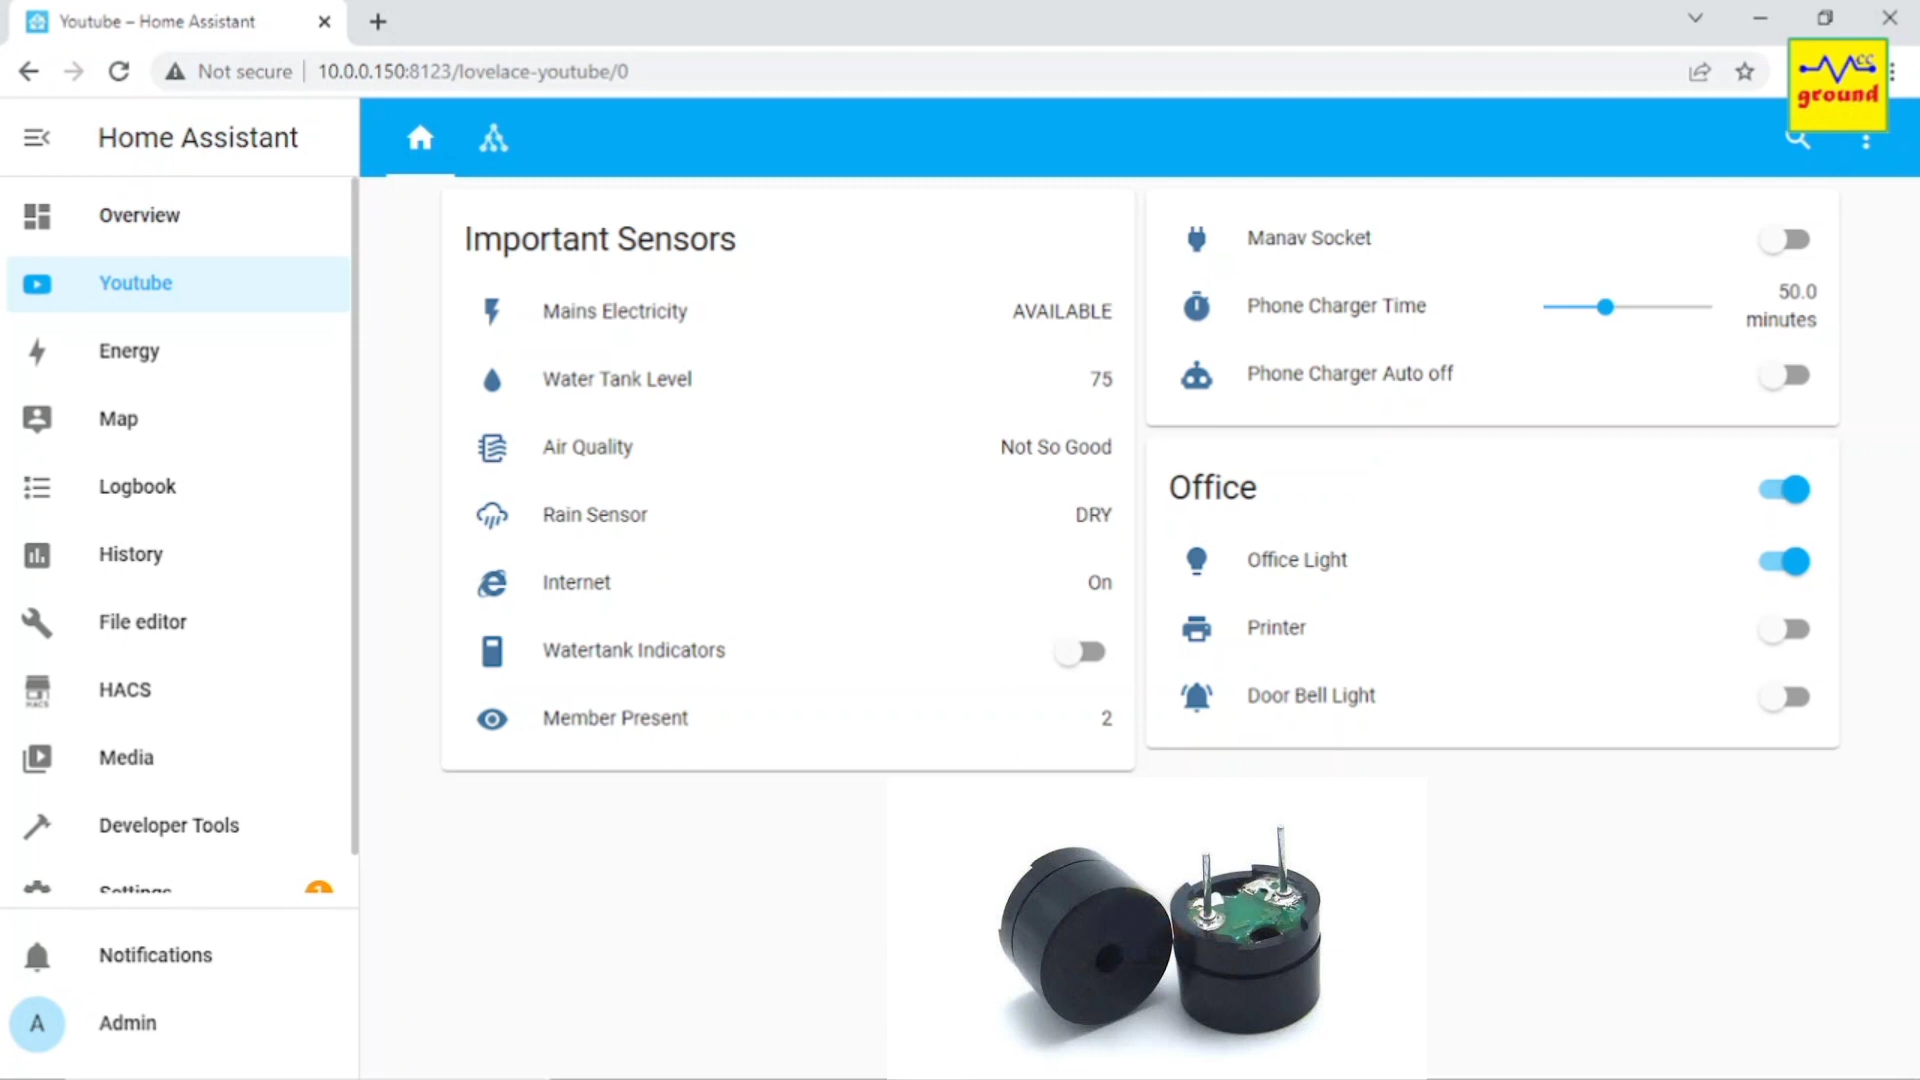 Youtube – Home Assistant
Not secure 10.0.0.150:8123/lovelace-youtube/0
CC
ground
Home Assistant
Overview
Youtube
Energy
Map
Logbook
History
File editor
HACS
HACS
Media
Developer Tools
Settings
Notifications
A Admin
Important Sensors
Mains Electricity AVAILABLE
Water Tank Level 75
Air Quality Not So Good
Rain Sensor DRY
Internet On
Watertank Indicators
Member Present 2
Manav Socket
Phone Charger Time 50.0
minutes
Phone Charger Auto off
Office
Office Light
Printer
Door Bell Light